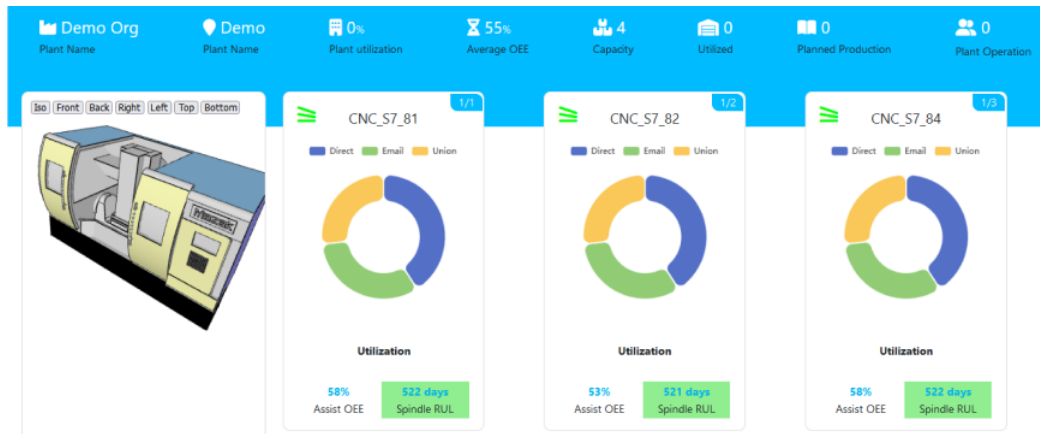 Demo Org
Plant Name
Demo
Plant Name
0%
Plant utilization
55%
Average OEE
4
Capacity
0
Utilized
0
Planned Production
0
Plant Operation
Iso Front Back Right Left Top Bottom
1/1
CNC_S7_81
Direct Email Union
Utilization
58%
Assist OEE
522 days
Spindle RUL
1/2
CNC_S7_82
Direct Email Union
Utilization
53%
Assist OEE
521 days
Spindle RUL
1/3
CNC_S7_84
Direct Email Union
Utilization
58%
Assist OEE
522 days
Spindle RUL